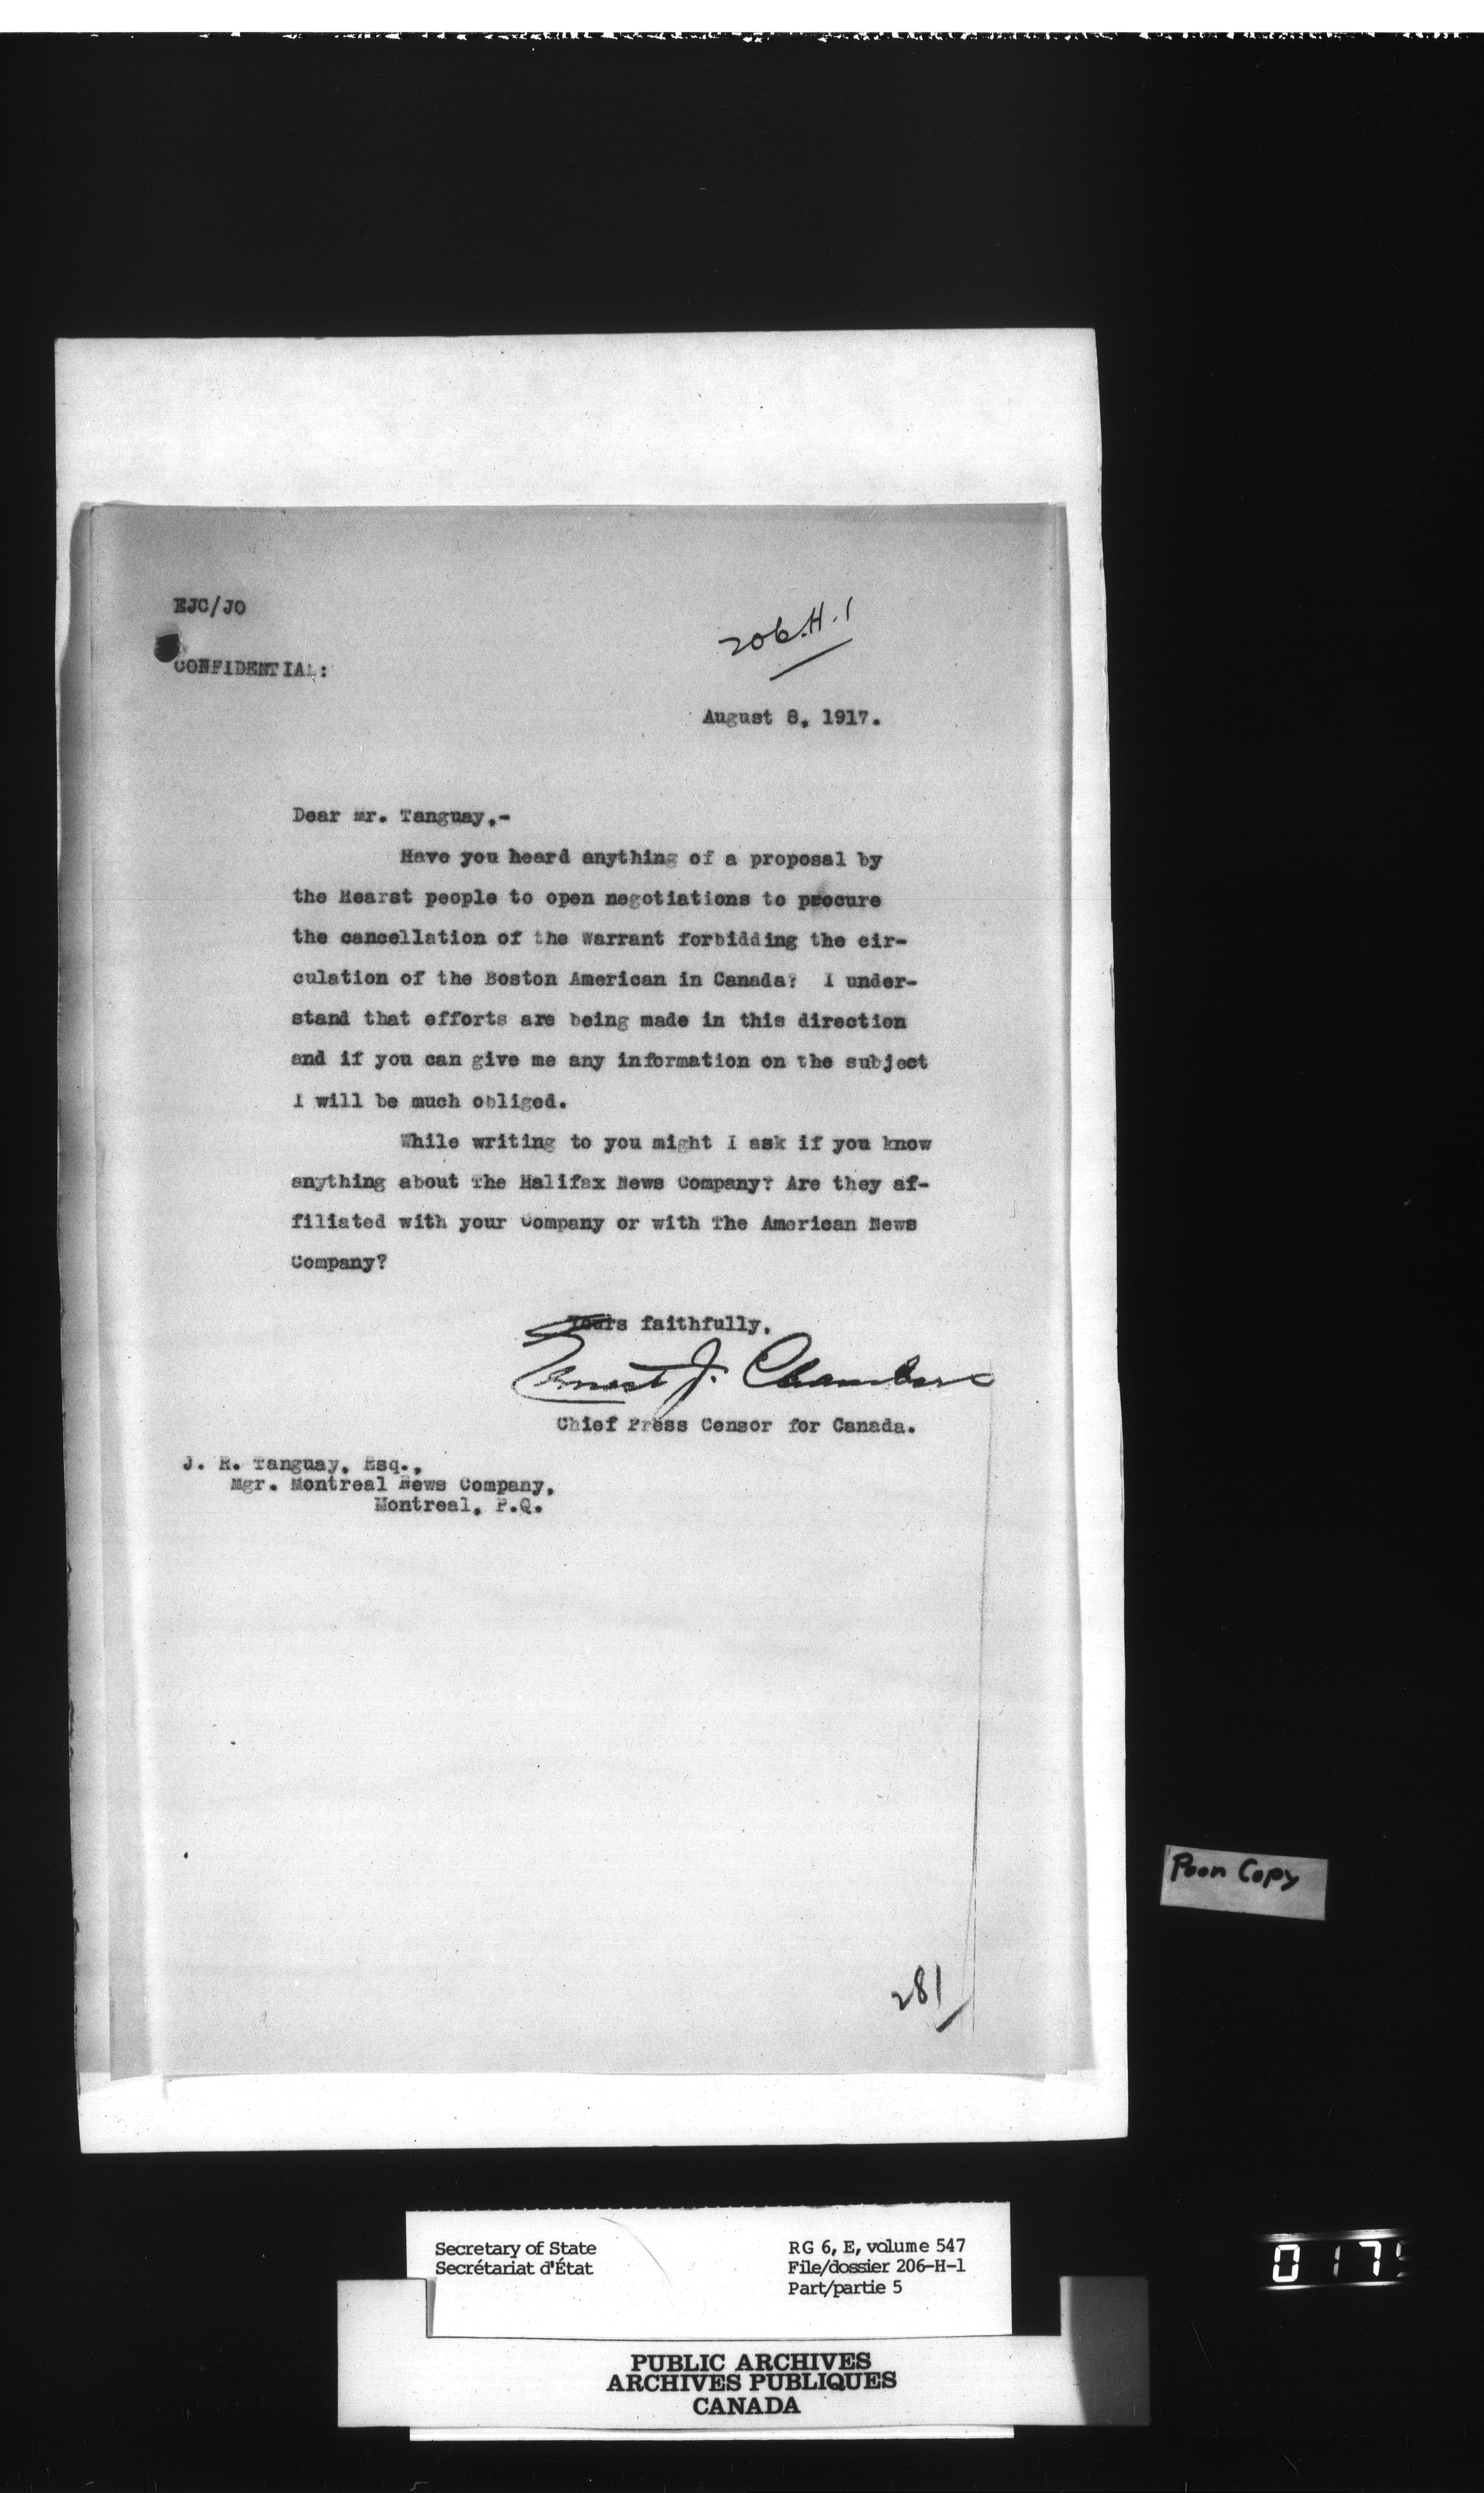 EJC/JO
206.H.1
CONFIDENTIAL:
August 8, 1917.
Dear Mr. Tanguay,-
Have you heard anything of a proposal by
the Hearst people to open negotiations to procure
the cancellation of the Warrant forbidding the cir-
culation of the Boston American in Canada? I under-
stand that efforts are being made in this direction
and if you can give me any information on the subject
I will be much obliged.
While writing to you might I ask if you know
anything about The Halifax News Company? Are they af-
filiated with your Company or with The American News
Company?
Yours faithfully,
Ernest J. Chambers
Chief Press Censor for Canada.
J. R. Tanguay, Esq.,
Mgr. Montreal News Company,
Montreal, P.Q.
Poor Copy
281
Secretary of State
Secrétariat d'État
RG 6, E, volume 547
File/dossier 206-H-1
Part/partie 5
PUBLIC ARCHIVES
ARCHIVES PUBLIQUES
CANADA
017